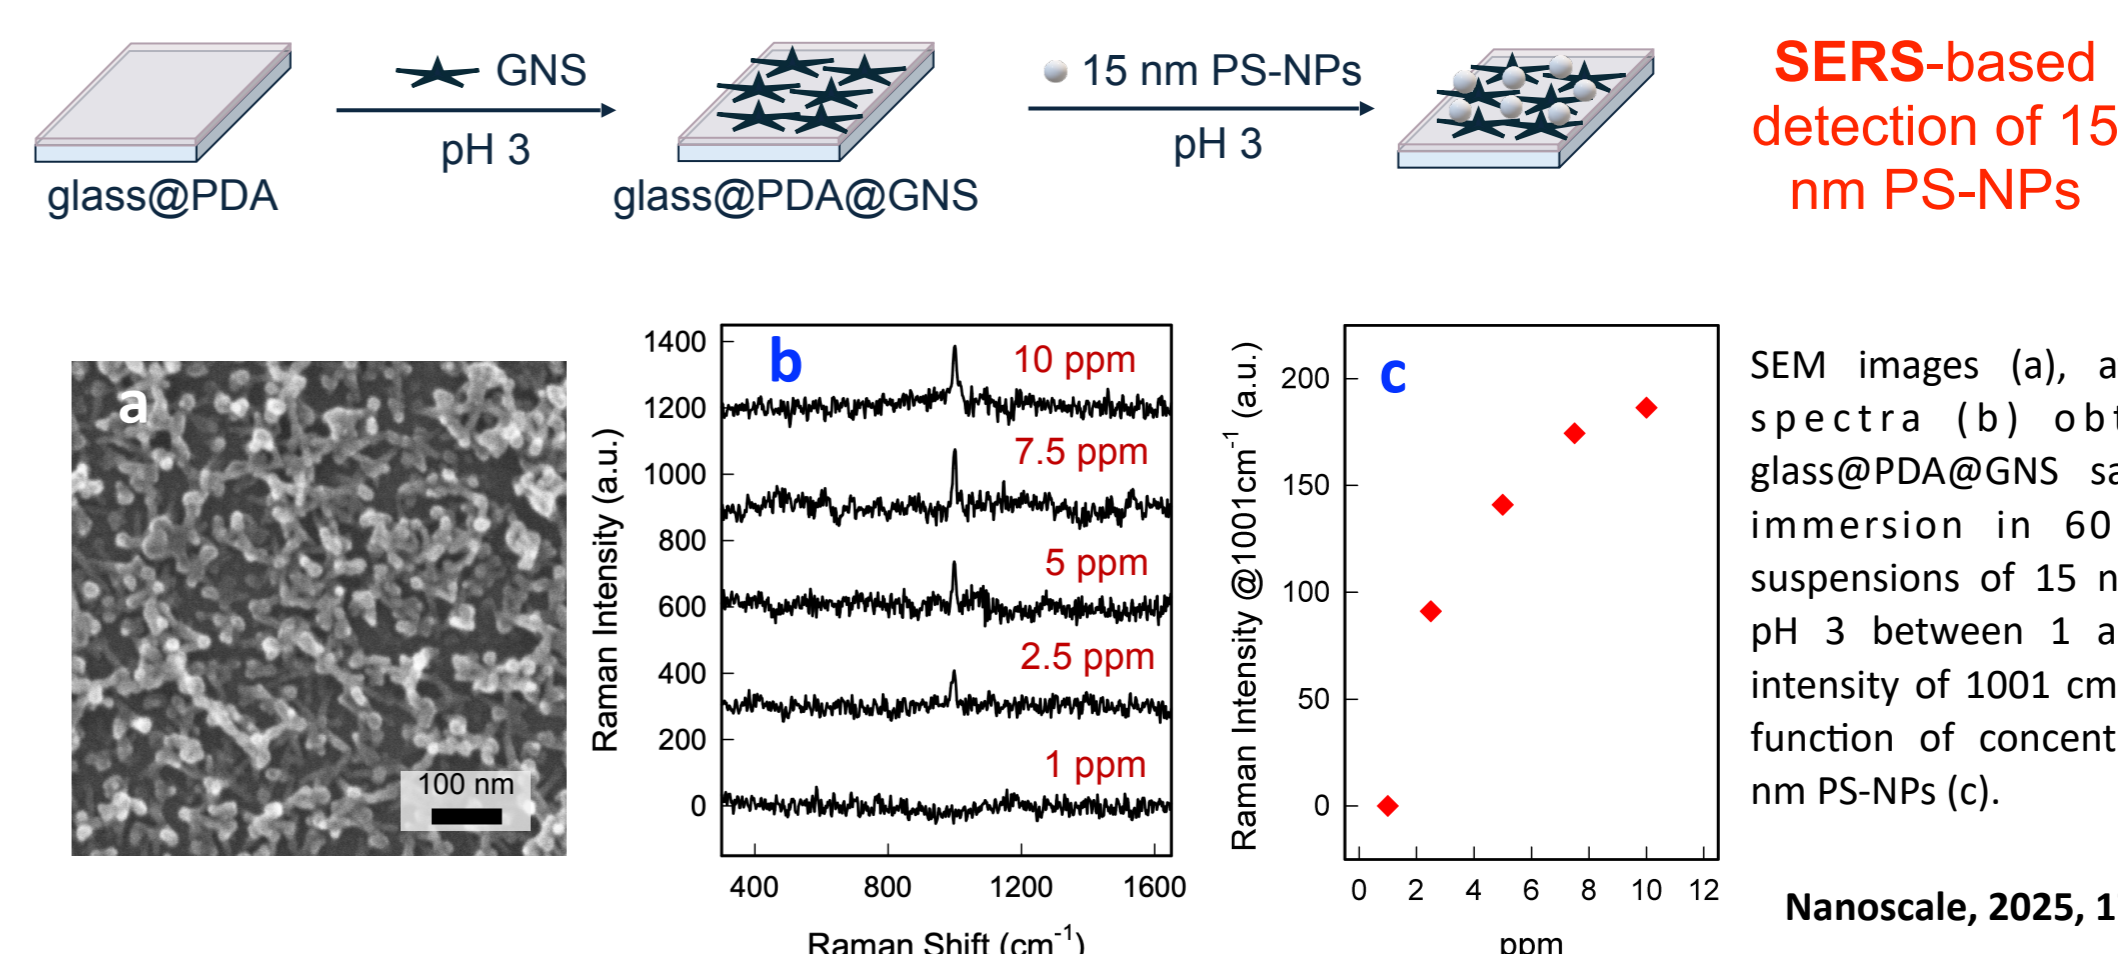 GNS
pH 3
glass@PDA
glass@PDA@GNS
15 nm PS-NPs
pH 3
SERS-based
detection of 15
nm PS-NPs
a
100 nm
b
Raman Intensity (a.u.)
1400
1200
1000
800
600
400
200
0
10 ppm
7.5 ppm
5 ppm
2.5 ppm
1 ppm
400 800 1200 1600
Raman Shift (cm⁻¹)
c
Raman Intensity @1001cm⁻¹ (a.u.)
200
150
100
50
0
0 2 4 6 8 10 12
ppm
SEM images (a), a
spectra (b) obt
glass@PDA@GNS sa
immersion in 60
suspensions of 15 n
pH 3 between 1 a
intensity of 1001 cm
function of concent
nm PS-NPs (c).
Nanoscale, 2025, 1